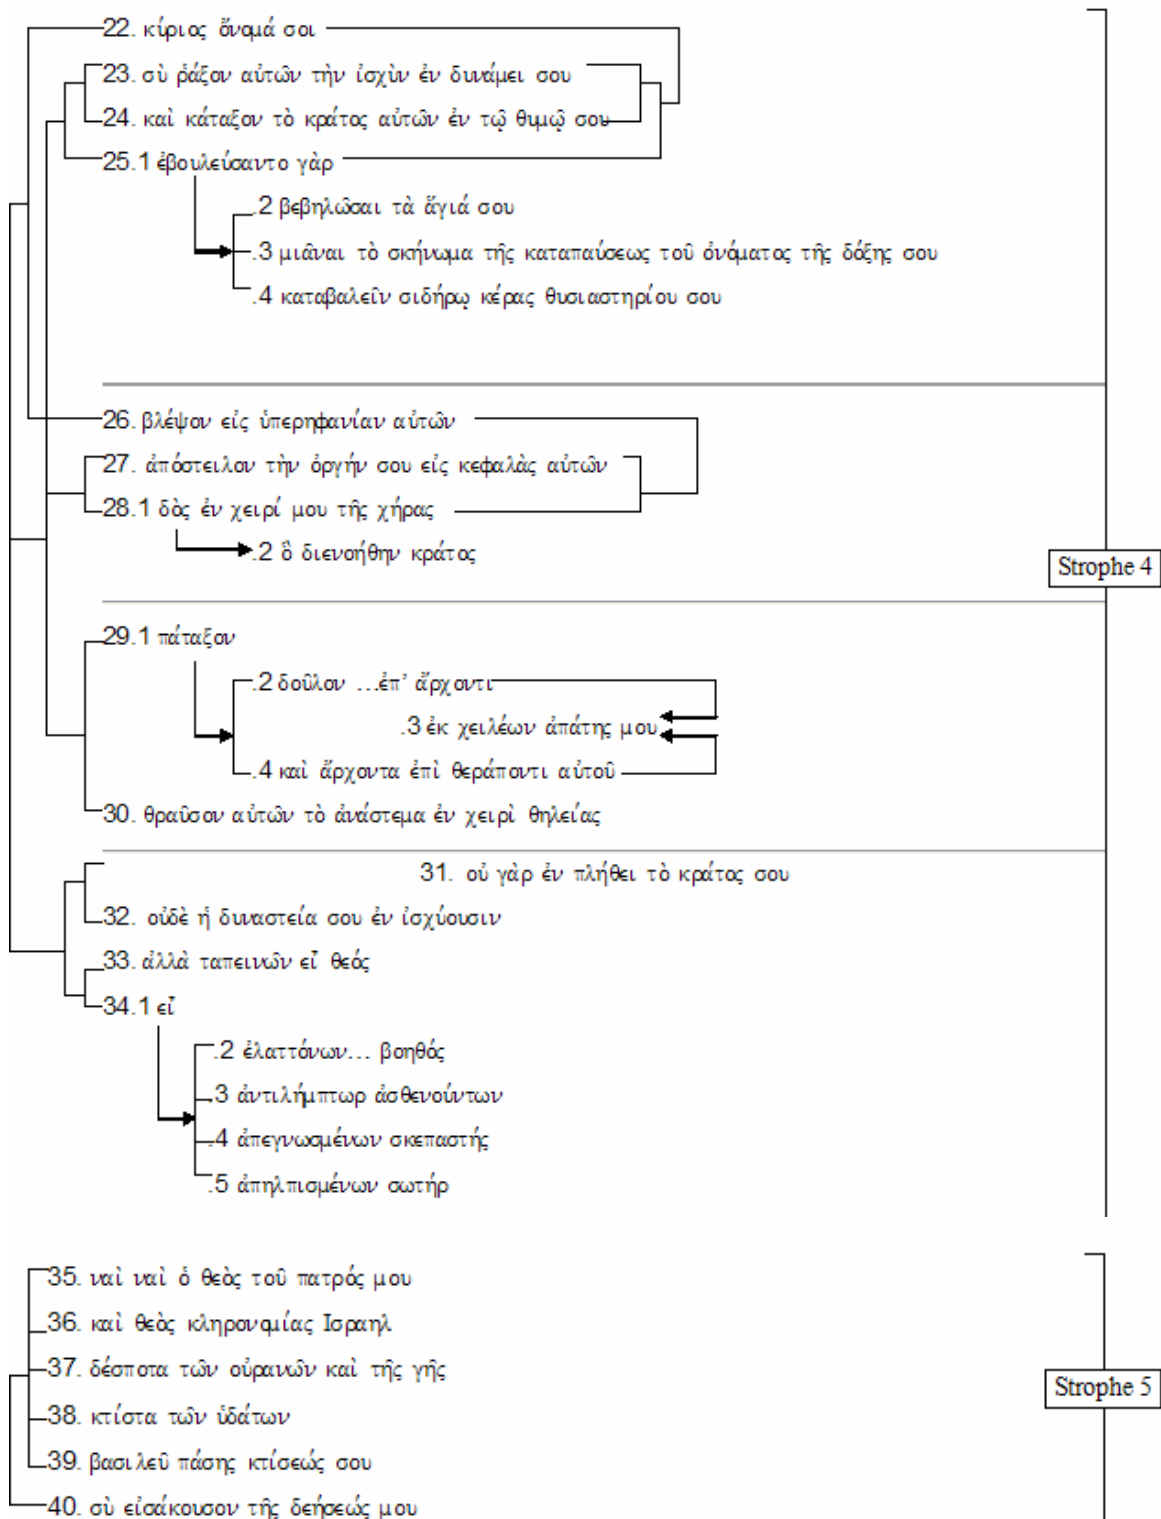 22. κύριος ὄνομά σοι
23. σὺ ῥάξον αὐτῶν τὴν ἰσχὺν ἐν δυνάμει σου
24. καὶ κάταξον τὸ κράτος αὐτῶν ἐν τῷ θυμῷ σου
25.1 ἐβουλεύσαντο γὰρ
.2 βεβηλῶσαι τὰ ἅγιά σου
.3 μιᾶναι τὸ σκήνωμα τῆς καταπαύσεως τοῦ ὀνόματος τῆς δόξης σου
.4 καταβαλεῖν σιδήρῳ κέρας θυσιαστηρίου σου
26. βλέψον εἰς ὑπερηφανίαν αὐτῶν
27. ἀπόστειλον τὴν ὀργήν σου εἰς κεφαλὰς αὐτῶν
28.1 δὸς ἐν χειρί μου τῆς χήρας
.2 ὃ διενοήθην κράτος
Strophe 4
29.1 πάταξον
.2 δοῦλον ...ἐπ’ ἄρχοντι
.3 ἐκ χειλέων ἀπάτης μου
.4 καὶ ἄρχοντα ἐπὶ θεράποντι αὐτοῦ
30. θραῦσον αὐτῶν τὸ ἀνάστεμα ἐν χειρὶ θηλείας
31. οὐ γὰρ ἐν πλήθει τὸ κράτος σου
32. οὐδὲ ἡ δυναστεία σου ἐν ἰσχύουσιν
33. ἀλλὰ ταπεινῶν εἶ θεός
34.1 εἶ
.2 ἐλαττόνων... βοηθός
.3 ἀντιλήμπτωρ ἀσθενούντων
.4 ἀπεγνωσμένων σκεπαστής
.5 ἀπηλπισμένων σωτήρ
35. ναὶ ναὶ ὁ θεὸς τοῦ πατρός μου
36. καὶ θεὸς κληρονομίας Ισραηλ
37. δέσποτα τῶν οὐρανῶν καὶ τῆς γῆς
Strophe 5
38. κτίστα τῶν ὑδάτων
39. βασιλεῦ πάσης κτίσεώς σου
40. σὺ εἰσάκουσον τῆς δεήσεώς μου